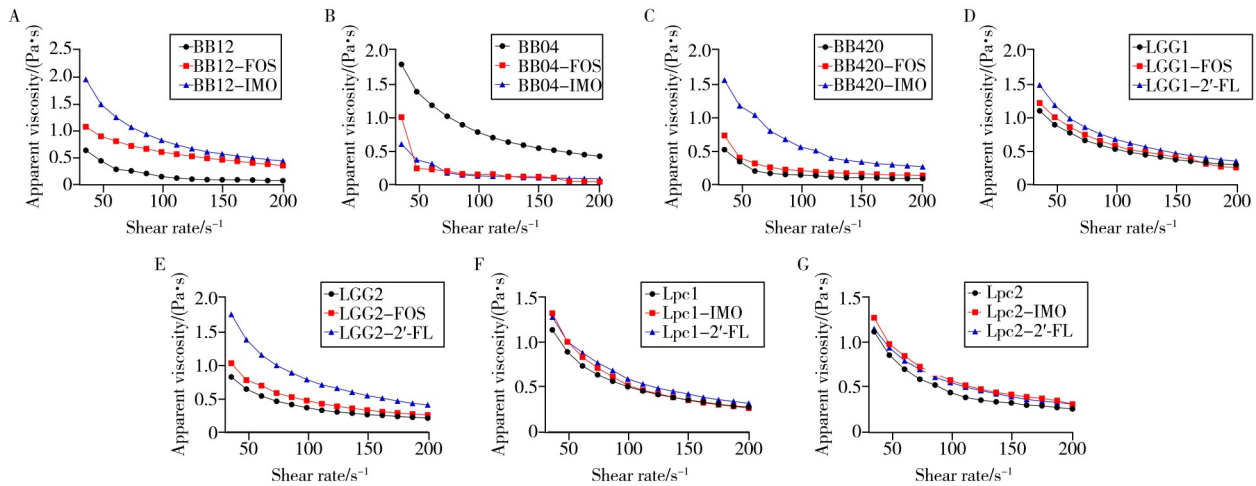 A
Apparent viscosity/(Pa•s)
2.5
2.0
1.5
1.0
0.5
0
50
100
150
200
Shear rate/s⁻¹
BB12
BB12-FOS
BB12-IMO
B
Apparent viscosity/(Pa•s)
2.0
1.5
1.0
0.5
0
50
100
150
200
Shear rate/s⁻¹
BB04
BB04-FOS
BB04-IMO
C
Apparent viscosity/(Pa•s)
2.0
1.5
1.0
0.5
0
50
100
150
200
Shear rate/s⁻¹
BB420
BB420-FOS
BB420-IMO
D
Apparent viscosity/(Pa•s)
2.0
1.5
1.0
0.5
0
50
100
150
200
Shear rate/s⁻¹
LGG1
LGG1-FOS
LGG1-2′-FL
E
Apparent viscosity/(Pa•s)
2.0
1.5
1.0
0.5
0
50
100
150
200
Shear rate/s⁻¹
LGG2
LGG2-FOS
LGG2-2′-FL
F
Apparent viscosity/(Pa•s)
1.5
1.0
0.5
0
50
100
150
200
Shear rate/s⁻¹
Lpc1
Lpc1-IMO
Lpc1-2′-FL
G
Apparent viscosity/(Pa•s)
1.5
1.0
0.5
0
50
100
150
200
Shear rate/s⁻¹
Lpc2
Lpc2-IMO
Lpc2-2′-FL